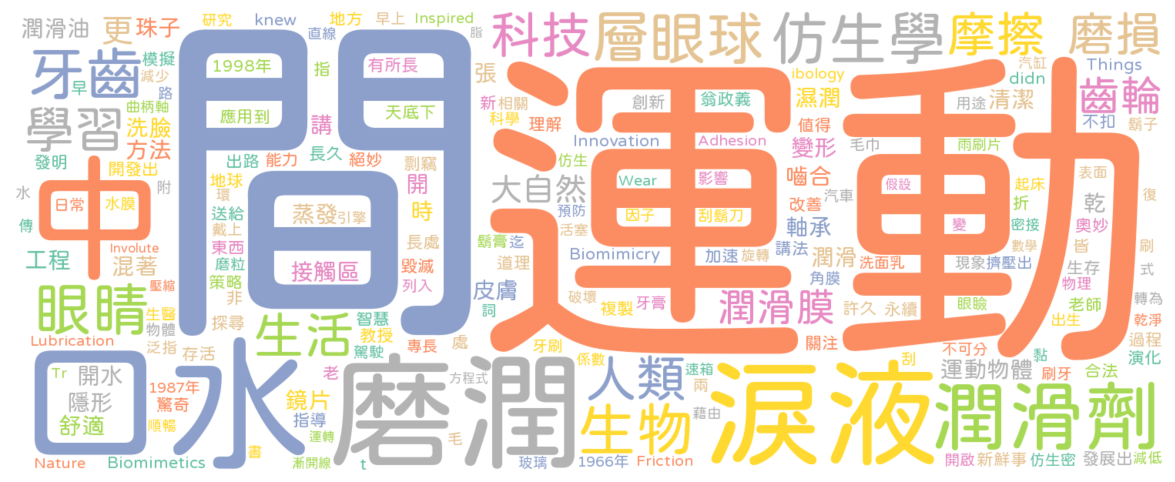 潤滑油 更 珠子 研究 knew 地方 早上 Inspired 脂 科技 層眼球 仿生學 摩擦 磨損
牙齒 模擬 減少 早 路 1998年 直線 指 有所長 張 ibology 汽缸 didn Things
學習 曲柄軸 洗臉 方法 應用到 講 天底下 新 相關 科學 理解 創新 翁政義 濕潤 值得 用途 清潔 齒輪 不扣 鬍子
發明 開發出 出路 能力 長久 絕妙 剽竊 仿生 Innovation Adhesion 變形 毛巾 雨刷片
水 中 日常 水膜 附 地球 環 間 開 大自然 Wear 影響 嚙合 假設 起床 表面 後
傳 送給 戴上 蒸發 引擎 時 預防 因子 刮鬍刀 改善 汽車 運動 折 乾
工程 Involute 混著 東西 磨粒 接觸區 長處 鬍膏 迄 活塞 軸承 變 密接 奧妙 刷
壓縮 策略 非 毀滅 列入 道理 Biomimicry 加速 旋轉 講法 潤滑 洗面乳 數學 皆 式
眼睛 生醫 物體 探尋 生活 智慧 教授 專長 處 皮膚 詞 破壞 複製 牙膏 潤滑膜 角膜 許久 永續 現象 擠壓出 眼瞼 生存 物理 老師 轉為 乾淨
Lubrication 泛指 存活 駕駛 牙刷 係數 關注 不可分 出生 過程 演化
口水 Tr 開水 隱形 舒適 1987年 驚奇 順暢 鏡片 指導 老 磨潤 方程式 人類 速箱 兩 淚液 刮 運動物體 黏 刷牙 合法
運轉 毛 生物 藉由 潤滑劑
Nature Biomimetics 書 漸開線 t 玻璃 1966年 Friction 開啟 新鮮事 仿生密 發展出 減低